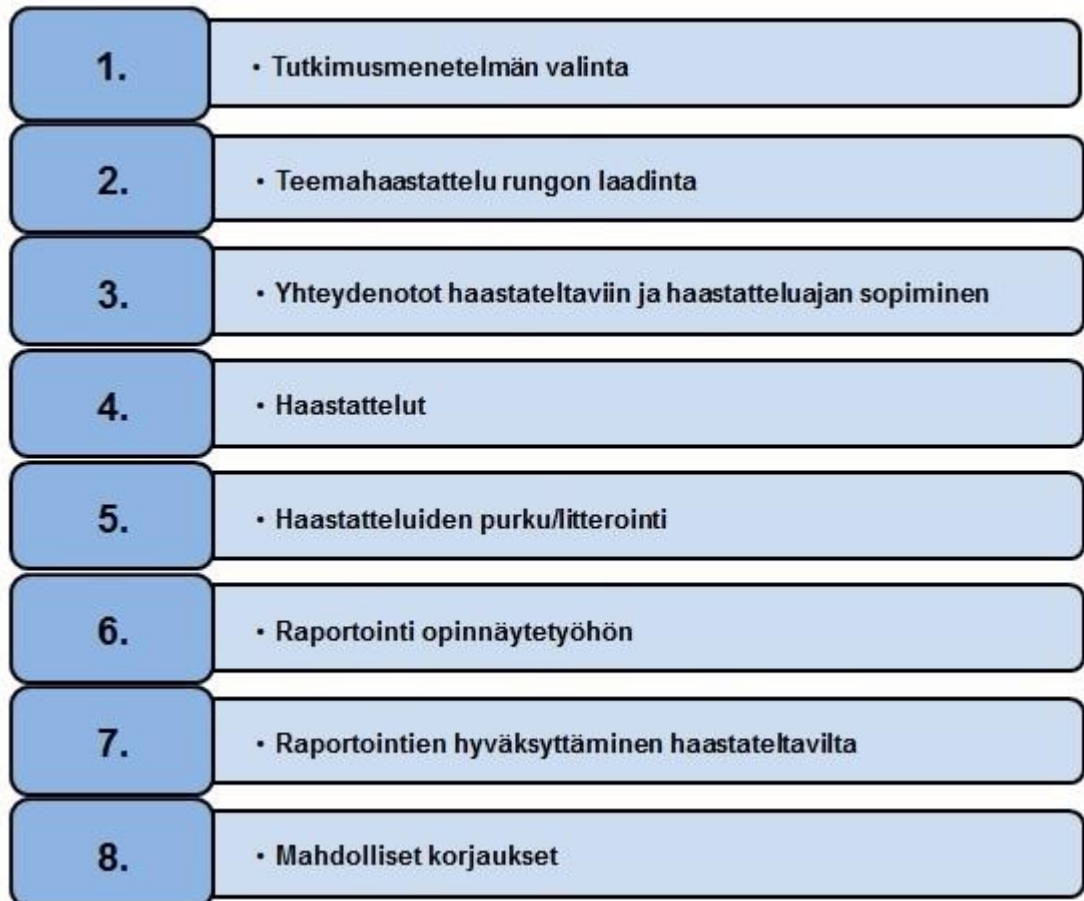 1.
• Tutkimusmenetelmän valinta
2.
• Teemahaastattelu rungon laadinta
3.
• Yhteydenotot haastateltaviin ja haastatteluajan sopiminen
4.
• Haastattelut
5.
• Haastatteluiden purku/litterointi
6.
• Raportointi opinnäytetyöhön
7.
• Raportointien hyväksyttäminen haastateltavilta
8.
• Mahdolliset korjaukset